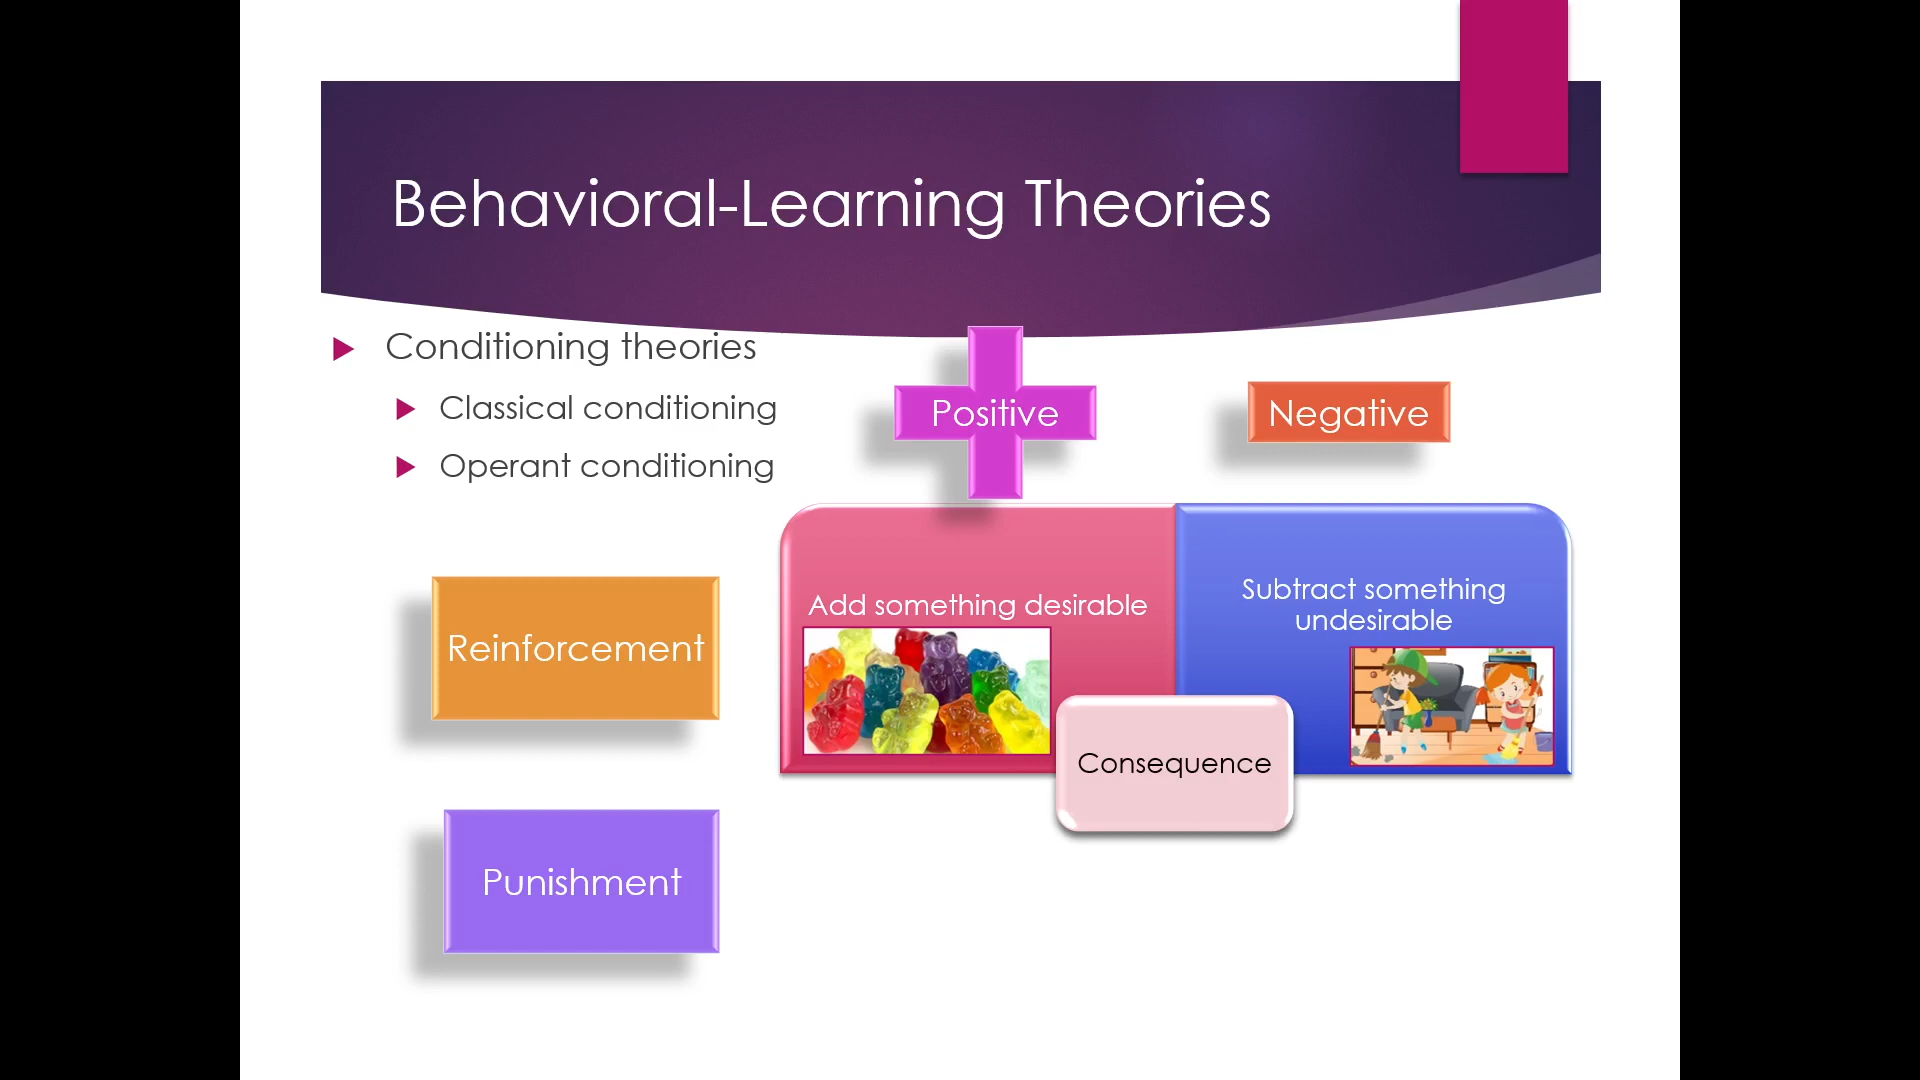 Behavioral-Learning Theories
Conditioning theories
Classical conditioning
Operant conditioning
Positive
Negative
Reinforcement
Add something desirable
Subtract something
undesirable
Consequence
Punishment